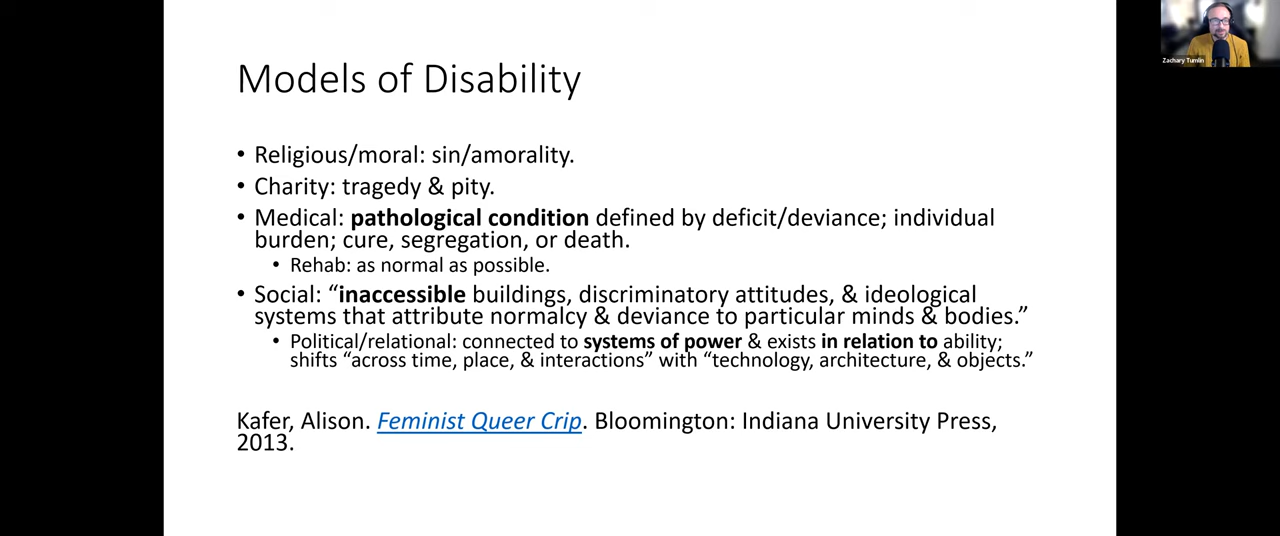 Models of Disability
• Religious/moral: sin/amorality.
• Charity: tragedy & pity.
• Medical: pathological condition defined by deficit/deviance; individual
burden; cure, segregation, or death.
• Rehab: as normal as possible.
• Social: “inaccessible buildings, discriminatory attitudes, & ideological
systems that attribute normalcy & deviance to particular minds & bodies.”
• Political/relational: connected to systems of power & exists in relation to ability;
shifts “across time, place, & interactions” with “technology, architecture, & objects.”
Kafer, Alison. Feminist Queer Crip. Bloomington: Indiana University Press,
2013.
Zachary Tumlin